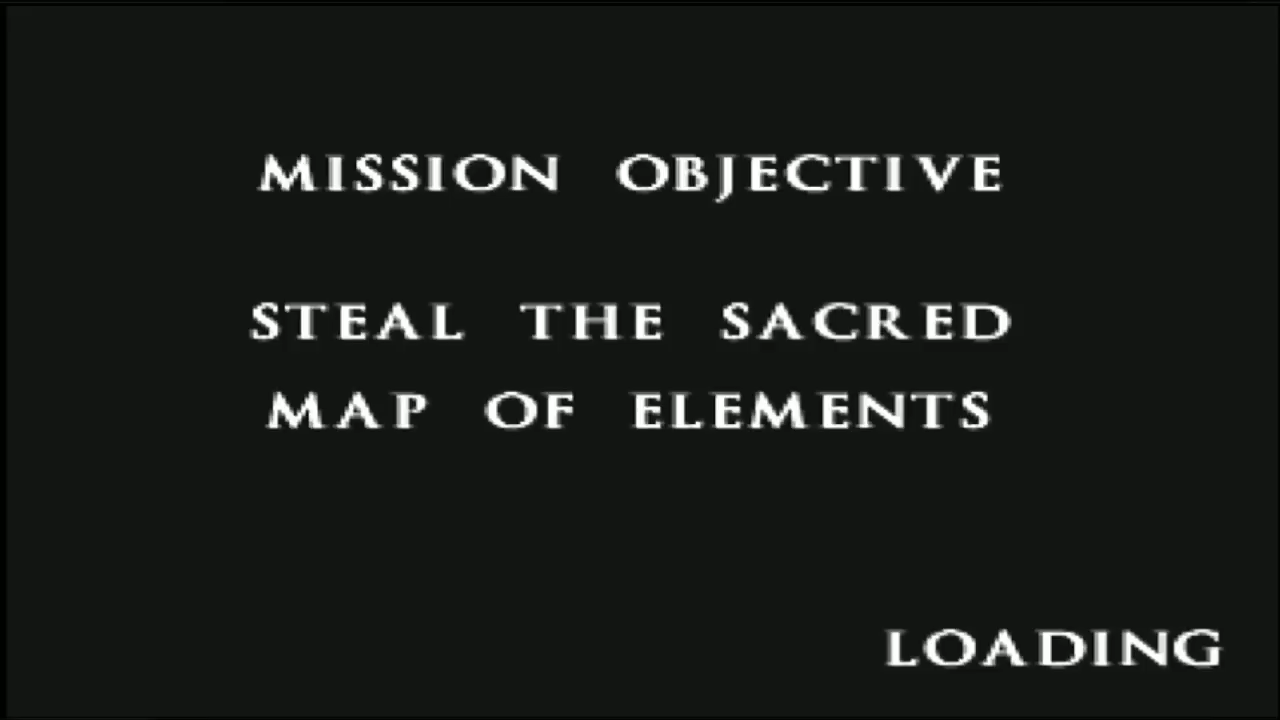 MISSION OBJECTIVE
STEAL THE SACRED
MAP OF ELEMENTS
LOADING